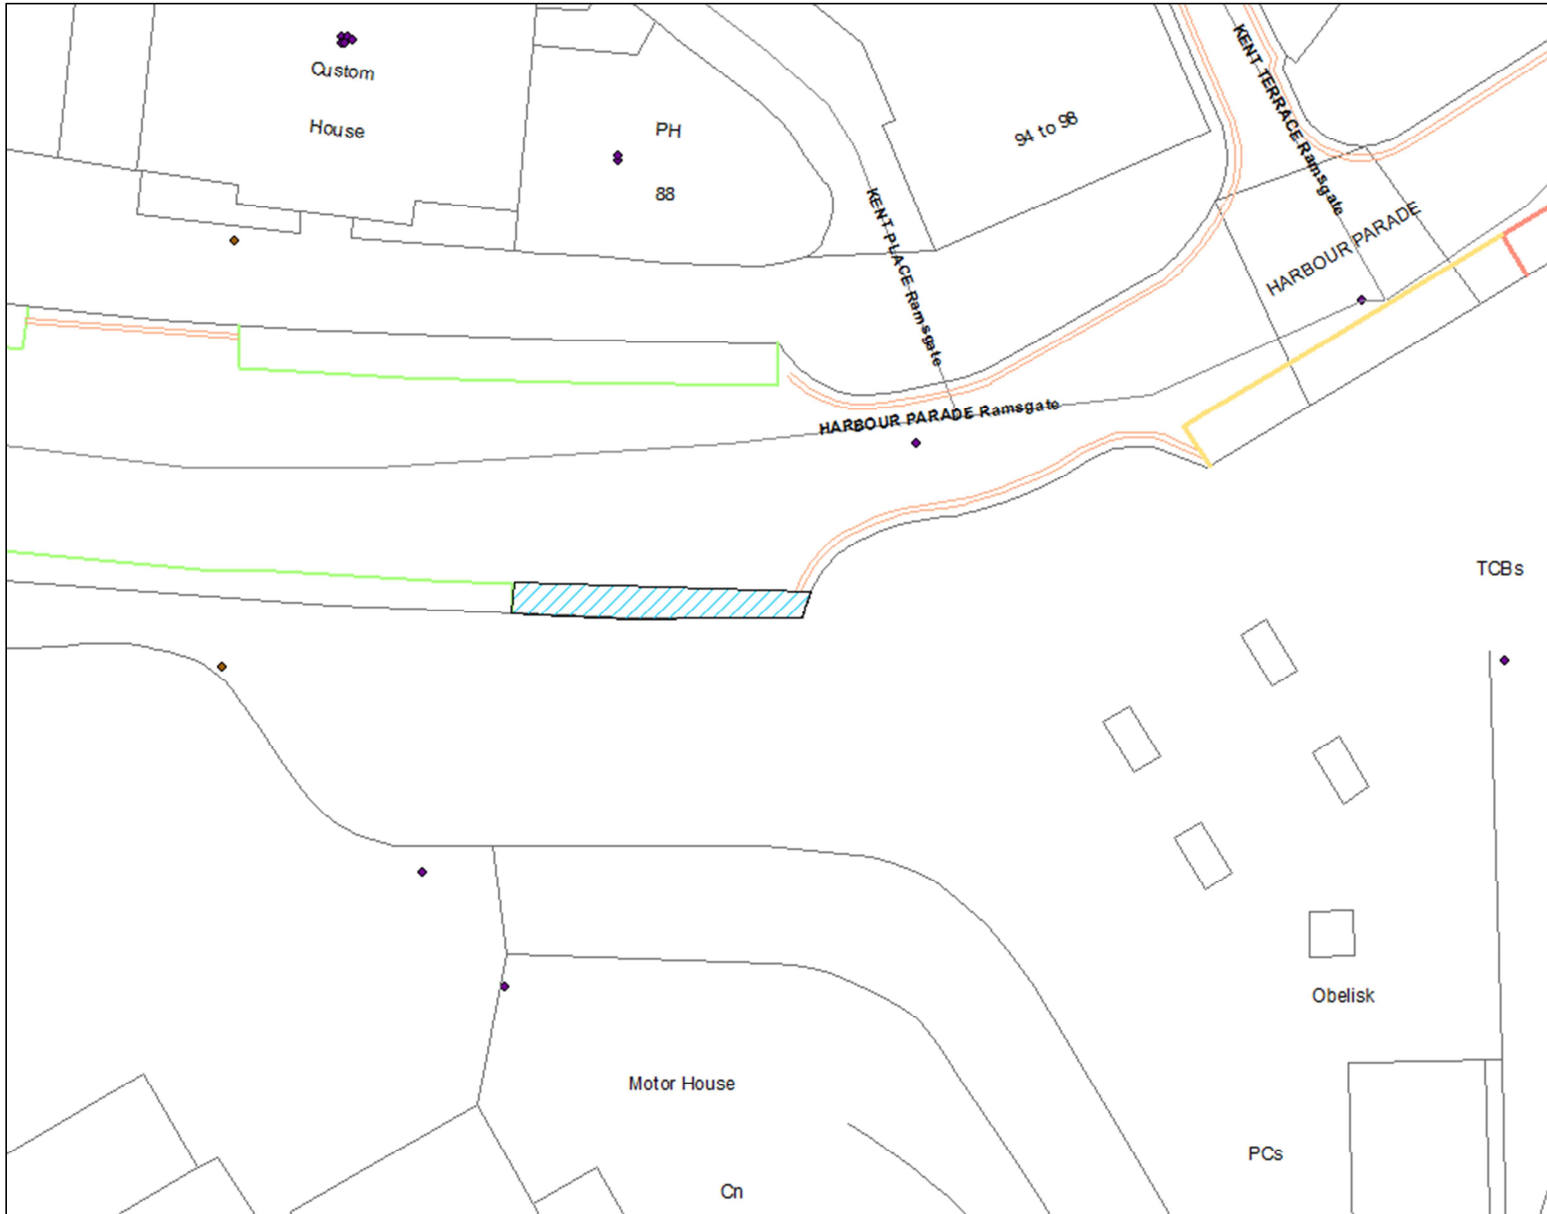 Custom
House
PH
88
94 to 98
KENT PLACE Ramsgate
KENT TERRACE Ramsgate
HARBOUR PARADE
HARBOUR PARADE Ramsgate
TCBs
Obelisk
Motor House
PCs
Cn